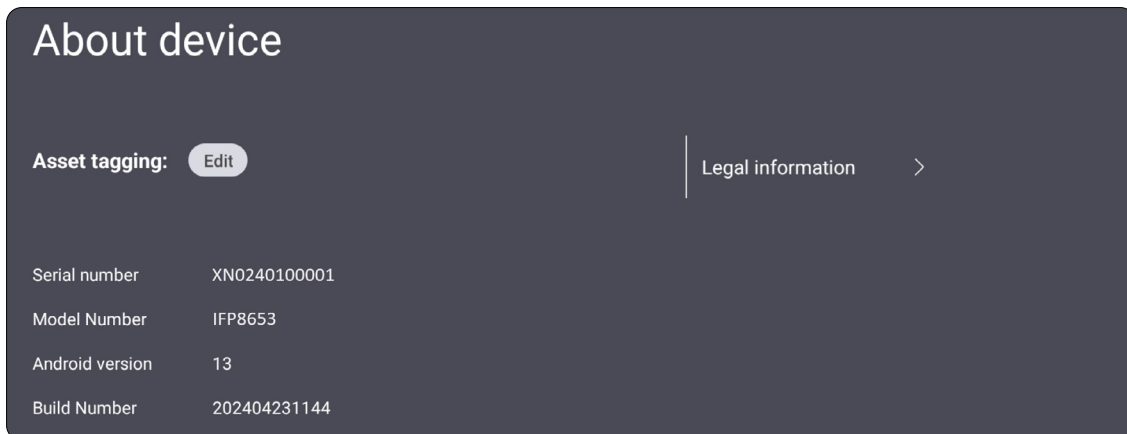 About device
Asset tagging: Edit
Legal information
Serial number XN0240100001
Model Number IFP8653
Android version 13
Build Number 202404231144